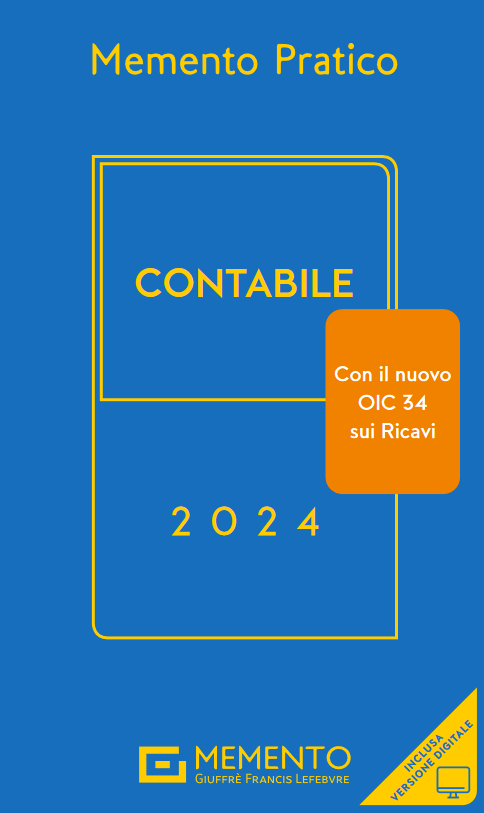 Memento Pratico
CONTABILE
Con il nuovo
OIC 34
sui Ricavi
2024
INCLUSA
VERSIONE DIGITALE
MEMENTO
GIUFFRÈ FRANCIS LEFEBVRE